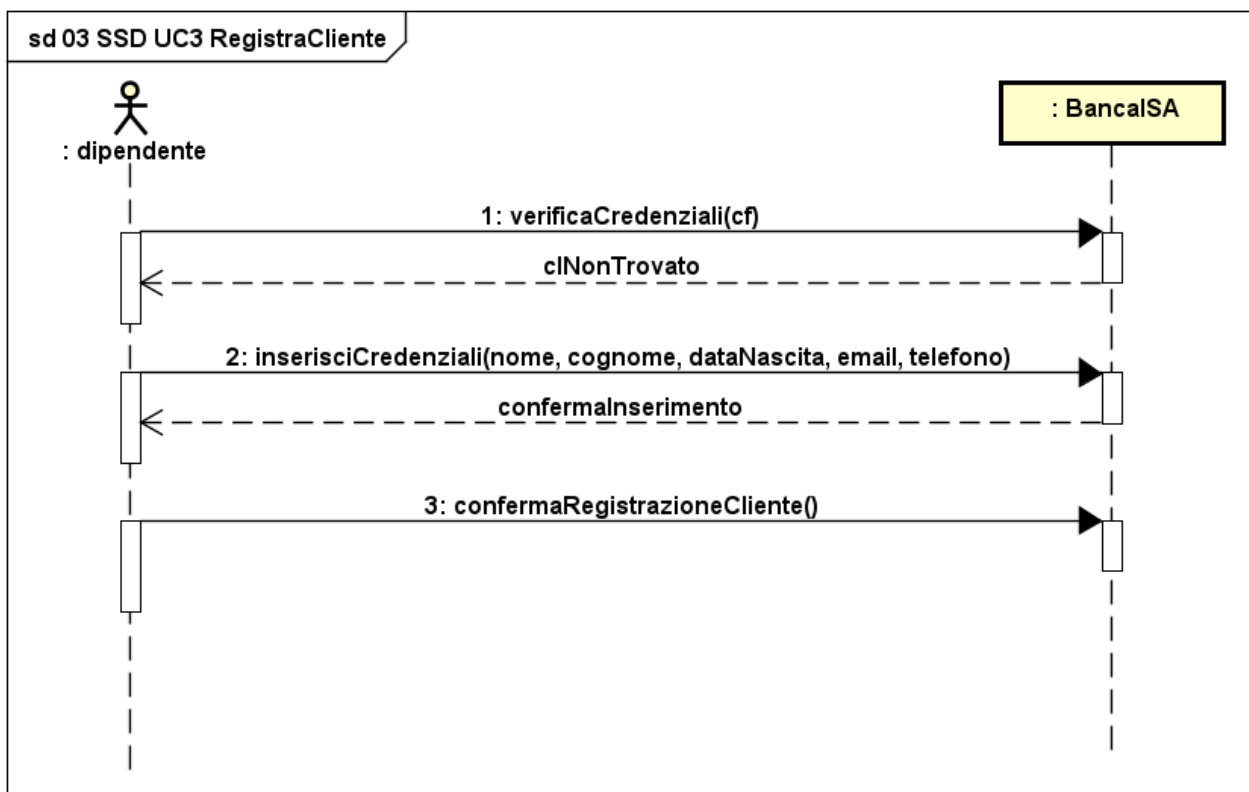 sd 03 SSD UC3 RegistraCliente
: dipendente
: BancaISA
1: verificaCredenziali(cf)
clNonTrovato
2: inserisciCredenziali(nome, cognome, dataNascita, email, telefono)
confermaInserimento
3: confermaRegistrazioneCliente()